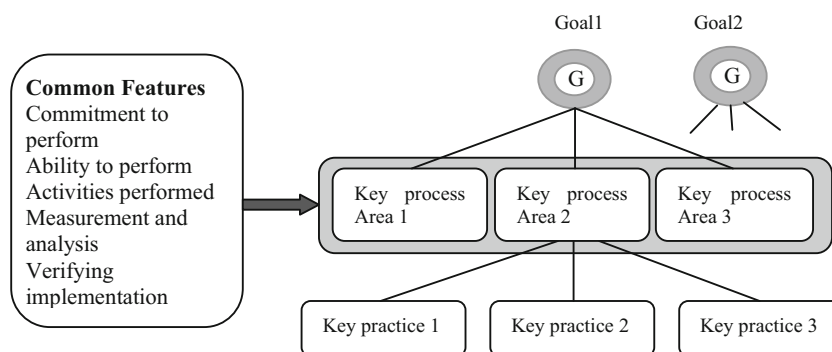 Goal1
Goal2
G
G
Common Features
Commitment to
perform
Ability to perform
Activities performed
Measurement and
analysis
Verifying
implementation
Key process
Area 1
Key process
Area 2
Key process
Area 3
Key practice 1
Key practice 2
Key practice 3